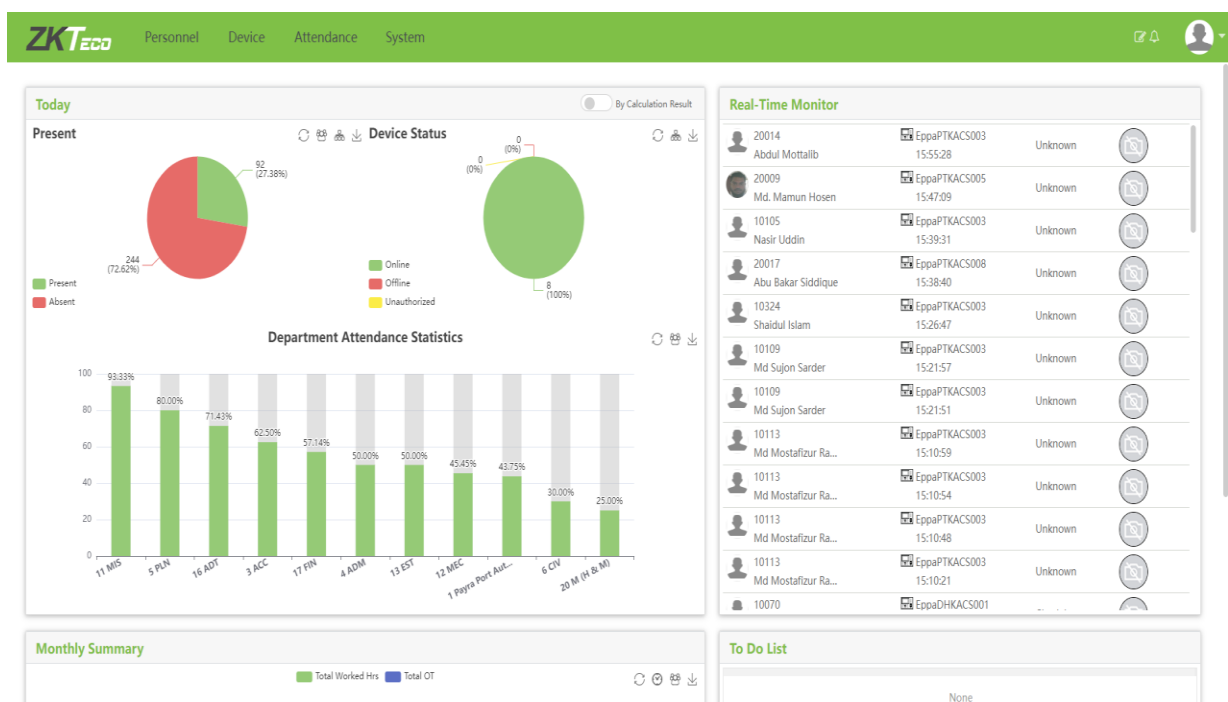 ZKTeco Personnel Device Attendance System
Today By Calculation Result
Present
92
(27.38%)
244
(72.62%)
Present
Absent
Device Status
0
(0%)
0
(0%)
Online
Offline
Unauthorized
8
(100%)
Department Attendance Statistics
100
80
60
40
20
0
93.33%
80.00%
71.43%
62.50%
57.14%
50.00%
50.00%
45.45%
43.75%
30.00%
25.00%
11 MIS
5 PLN
16 ADT
3 ACC
17 FIN
4 ADM
13 EST
12 MEC
1 Payra Port Aut...
6 CIV
20 M (H & M)
Real-Time Monitor
20014 EppaPTKACS003
Abdul Mottalib 15:55:28 Unknown
20009 EppaPTKACS005
Md. Mamun Hosen 15:47:09 Unknown
10105 EppaPTKACS003
Nasir Uddin 15:39:31 Unknown
20017 EppaPTKACS008
Abu Bakar Siddique 15:38:40 Unknown
10324 EppaPTKACS003
Shaidul Islam 15:26:47 Unknown
10109 EppaPTKACS003
Md Sujon Sarder 15:21:57 Unknown
10109 EppaPTKACS003
Md Sujon Sarder 15:21:51 Unknown
10113 EppaPTKACS003
Md Mostafizur Ra... 15:10:59 Unknown
10113 EppaPTKACS003
Md Mostafizur Ra... 15:10:54 Unknown
10113 EppaPTKACS003
Md Mostafizur Ra... 15:10:48 Unknown
10113 EppaPTKACS003
Md Mostafizur Ra... 15:10:21 Unknown
10070 EppaDHKACS001
Monthly Summary
Total Worked Hrs Total OT
To Do List
None